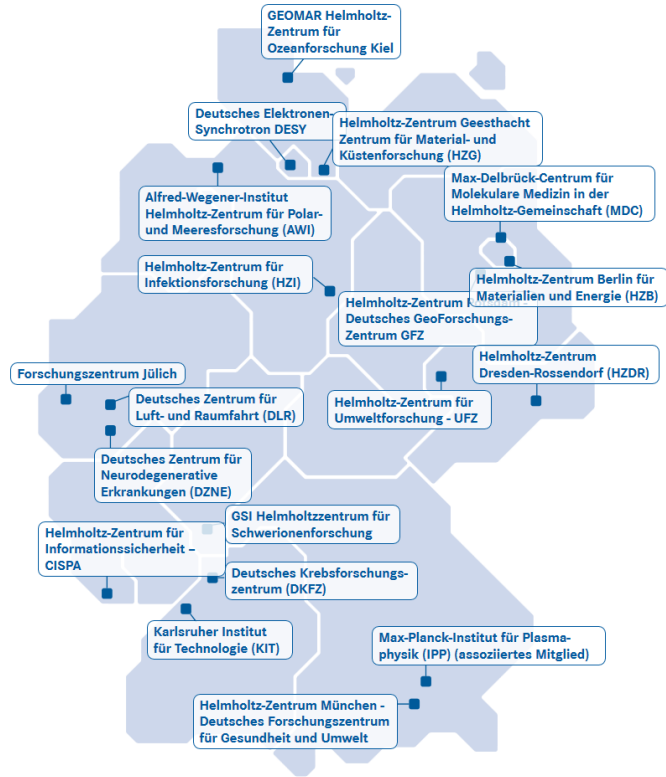 GEOMAR Helmholtz-
Zentrum für
Ozeanforschung Kiel
Deutsches Elektronen-
Synchrotron DESY
Helmholtz-Zentrum Geesthacht
Zentrum für Material- und
Küstenforschung (HZG)
Alfred-Wegener-Institut
Helmholtz-Zentrum für Polar-
und Meeresforschung (AWI)
Max-Delbrück-Centrum für
Molekulare Medizin in der
Helmholtz-Gemeinschaft (MDC)
Helmholtz-Zentrum für
Infektionsforschung (HZI)
Helmholtz-Zentrum Berlin für
Materialien und Energie (HZB)
Helmholtz-Zentrum
Deutsches GeoForschungs-
Zentrum GFZ
Helmholtz-Zentrum
Dresden-Rossendorf (HZDR)
Forschungszentrum Jülich
Deutsches Zentrum für
Luft- und Raumfahrt (DLR)
Helmholtz-Zentrum für
Umweltforschung - UFZ
Deutsches Zentrum für
Neurodegenerative
Erkrankungen (DZNE)
GSI Helmholtzzentrum für
Schwerionenforschung
Helmholtz-Zentrum für
Informationssicherheit –
CISPA
Deutsches Krebsforschungs-
zentrum (DKFZ)
Karlsruher Institut
für Technologie (KIT)
Max-Planck-Institut für Plasma-
physik (IPP) (assoziiertes Mitglied)
Helmholtz-Zentrum München -
Deutsches Forschungszentrum
für Gesundheit und Umwelt